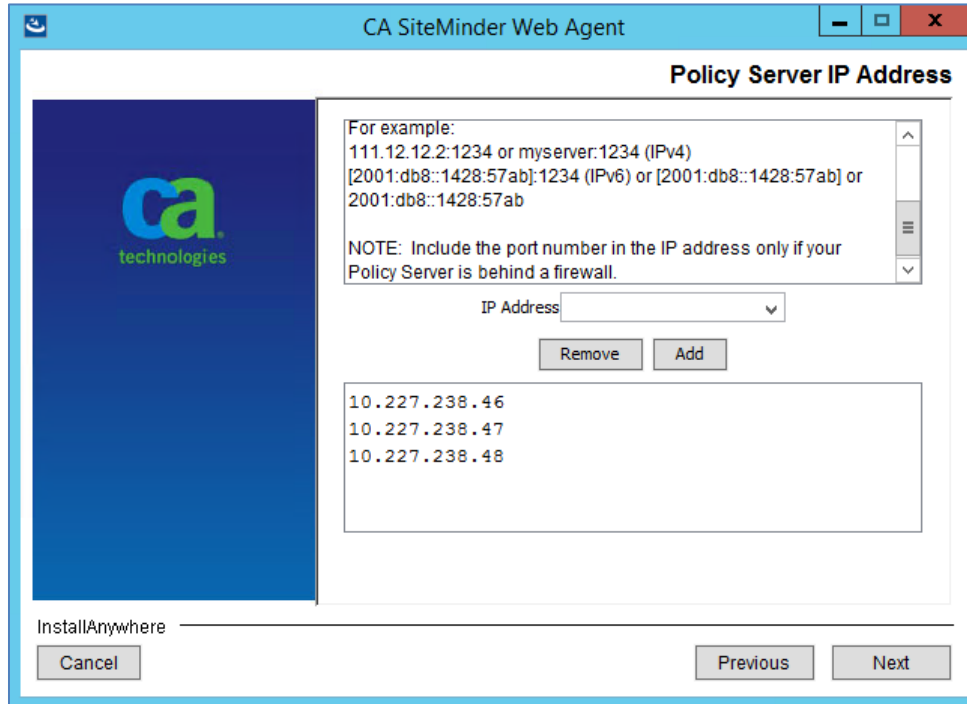 CA SiteMinder Web Agent
Policy Server IP Address
ca
technologies
For example:
111.12.12.2:1234 or myserver:1234 (IPv4)
[2001:db8::1428:57ab]:1234 (IPv6) or [2001:db8::1428:57ab] or
2001:db8::1428:57ab
NOTE: Include the port number in the IP address only if your
Policy Server is behind a firewall.
IP Address
Remove Add
10.227.238.46
10.227.238.47
10.227.238.48
InstallAnywhere
Cancel Previous Next